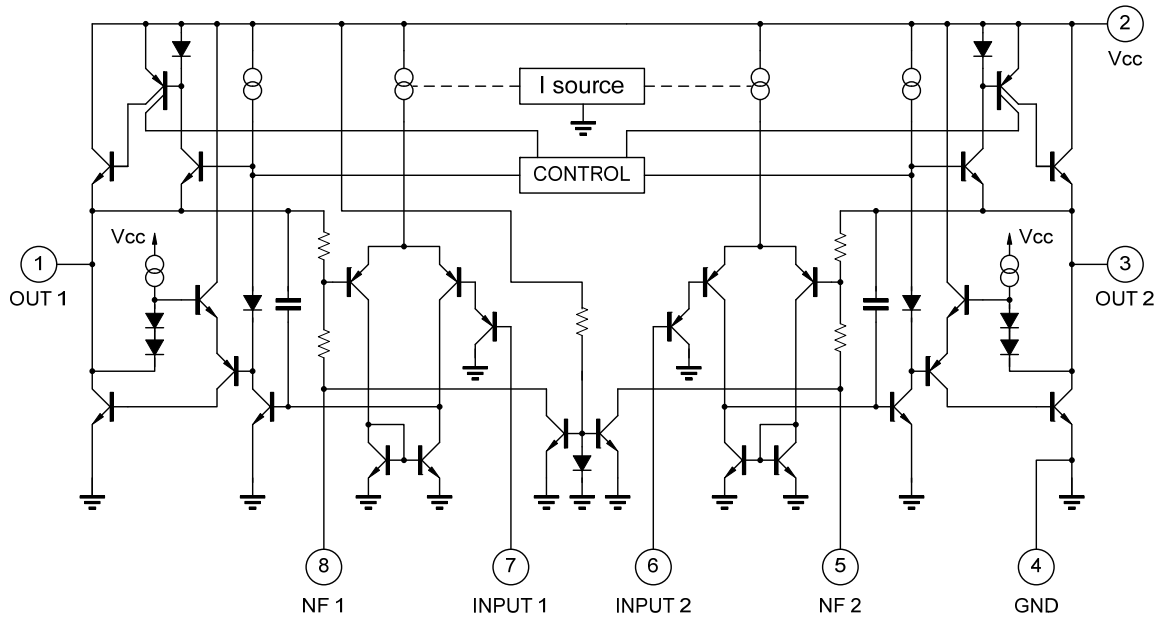 2
Vcc
I source
CONTROL
Vcc
Vcc
1
OUT 1
3
OUT 2
8
7
6
5
4
NF 1
INPUT 1
INPUT 2
NF 2
GND